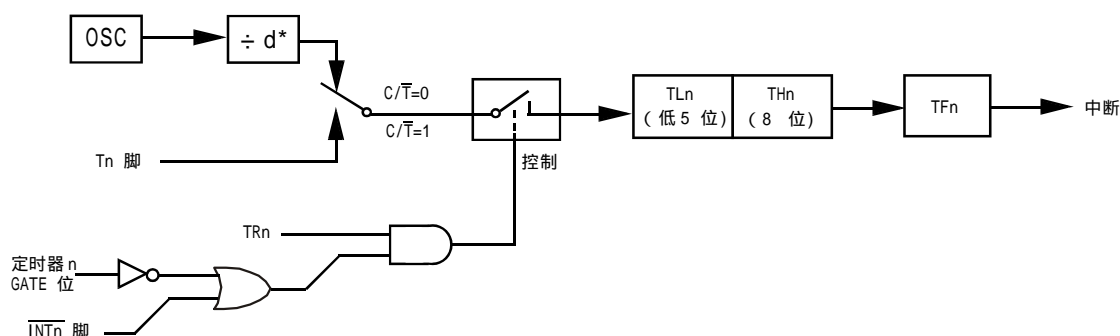 OSC
÷ d*
C/T̅=0
C/T̅=1
Tn 脚
控制
TLn
(低5 位)
THn
(8 位)
TFn
中断
TRn
定时器 n
GATE 位
I̅N̅T̅n̅ 脚